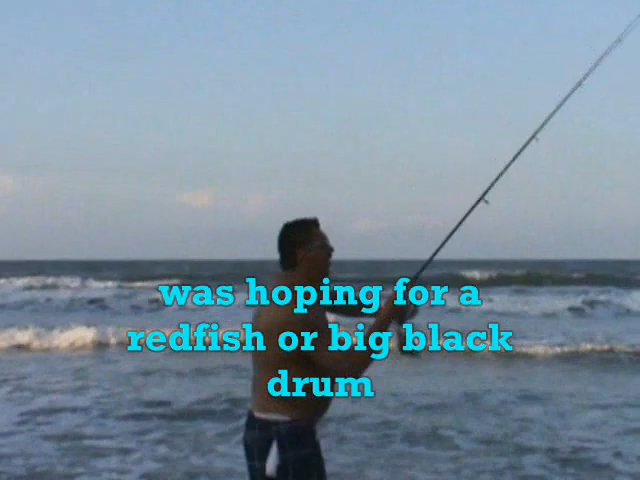 was hoping for a
redfish or big black
drum